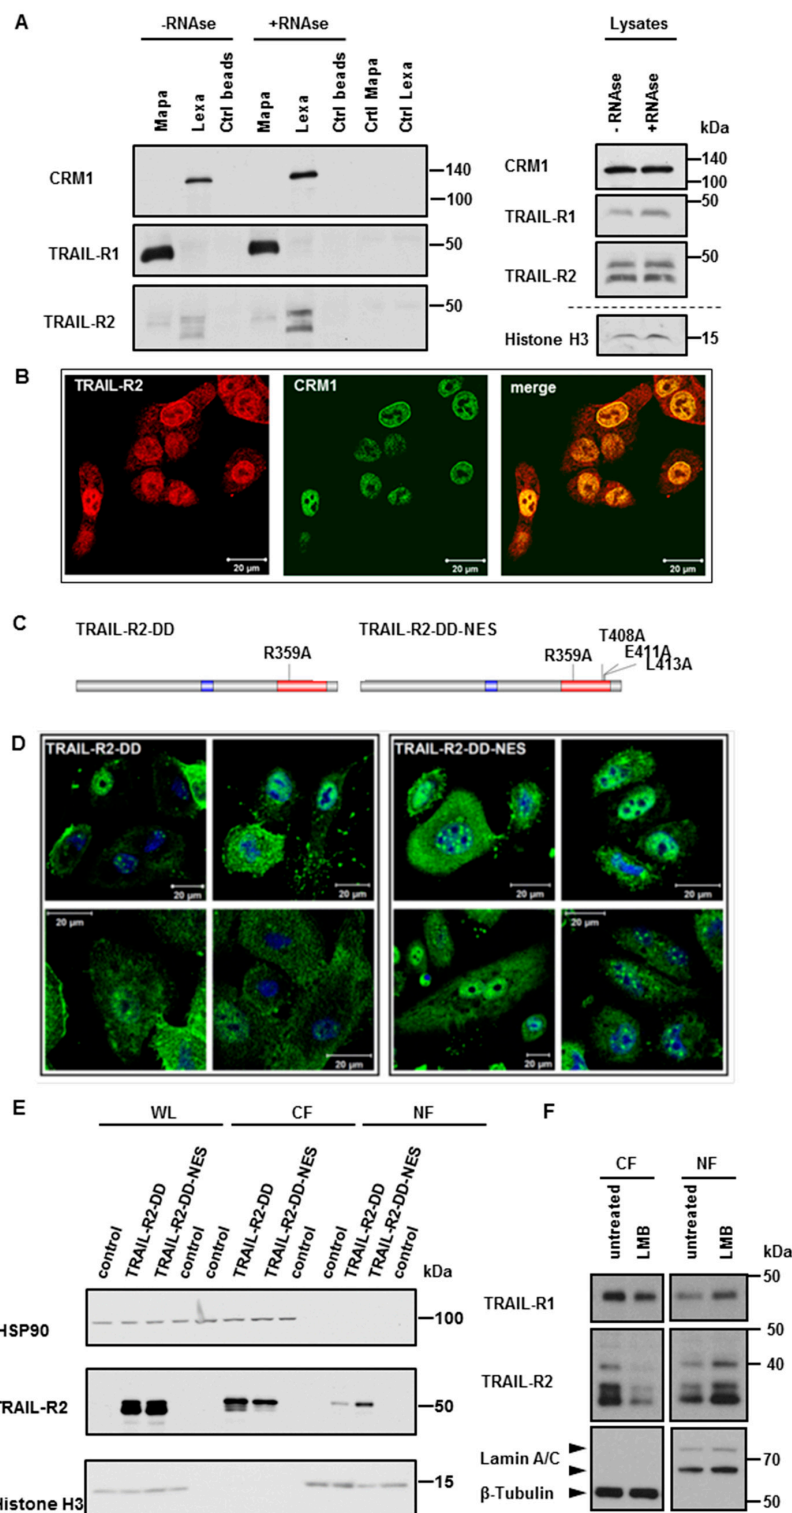 A
-RNAse
+RNAse
Lysates
Mapa
Lexa
Ctrl beads
Mapa
Lexa
Ctrl beads
Crtl Mapa
Ctrl Lexa
- RNAse
+RNAse
kDa
CRM1
140
100
CRM1
140
100
TRAIL-R1
50
TRAIL-R1
50
TRAIL-R2
50
TRAIL-R2
50
Histone H3
15
B
TRAIL-R2
CRM1
merge
20 µm
20 µm
20 µm
C
TRAIL-R2-DD
TRAIL-R2-DD-NES
R359A
R359A
T408A
E411A
L413A
D
TRAIL-R2-DD
TRAIL-R2-DD-NES
20 µm
20 µm
20 µm
20 µm
20 µm
20 µm
20 µm
20 µm
E
WL
CF
NF
control
TRAIL-R2-DD
TRAIL-R2-DD-NES
control
control
TRAIL-R2-DD
TRAIL-R2-DD-NES
control
control
TRAIL-R2-DD
TRAIL-R2-DD-NES
control
kDa
HSP90
100
TRAIL-R2
50
Histone H3
15
F
CF
NF
untreated
LMB
untreated
LMB
kDa
TRAIL-R1
50
TRAIL-R2
50
40
Lamin A/C
70
β-Tubulin
50